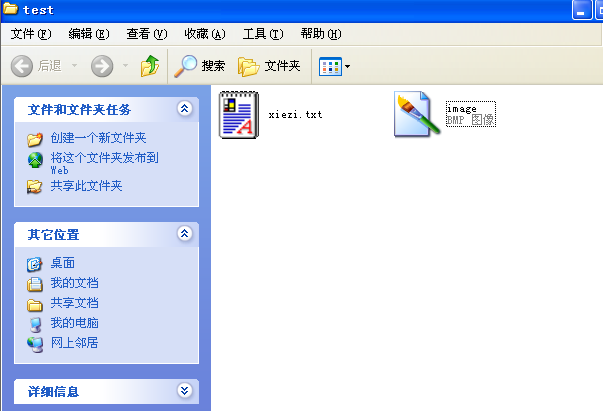 test
文件(F) 编辑(E) 查看(V) 收藏(A) 工具(T) 帮助(H)
后退 搜索 文件夹
文件和文件夹任务
创建一个新文件夹
将这个文件夹发布到
Web
共享此文件夹
其它位置
桌面
我的文档
共享文档
我的电脑
网上邻居
详细信息
xiezi.txt
image
BMP 图像